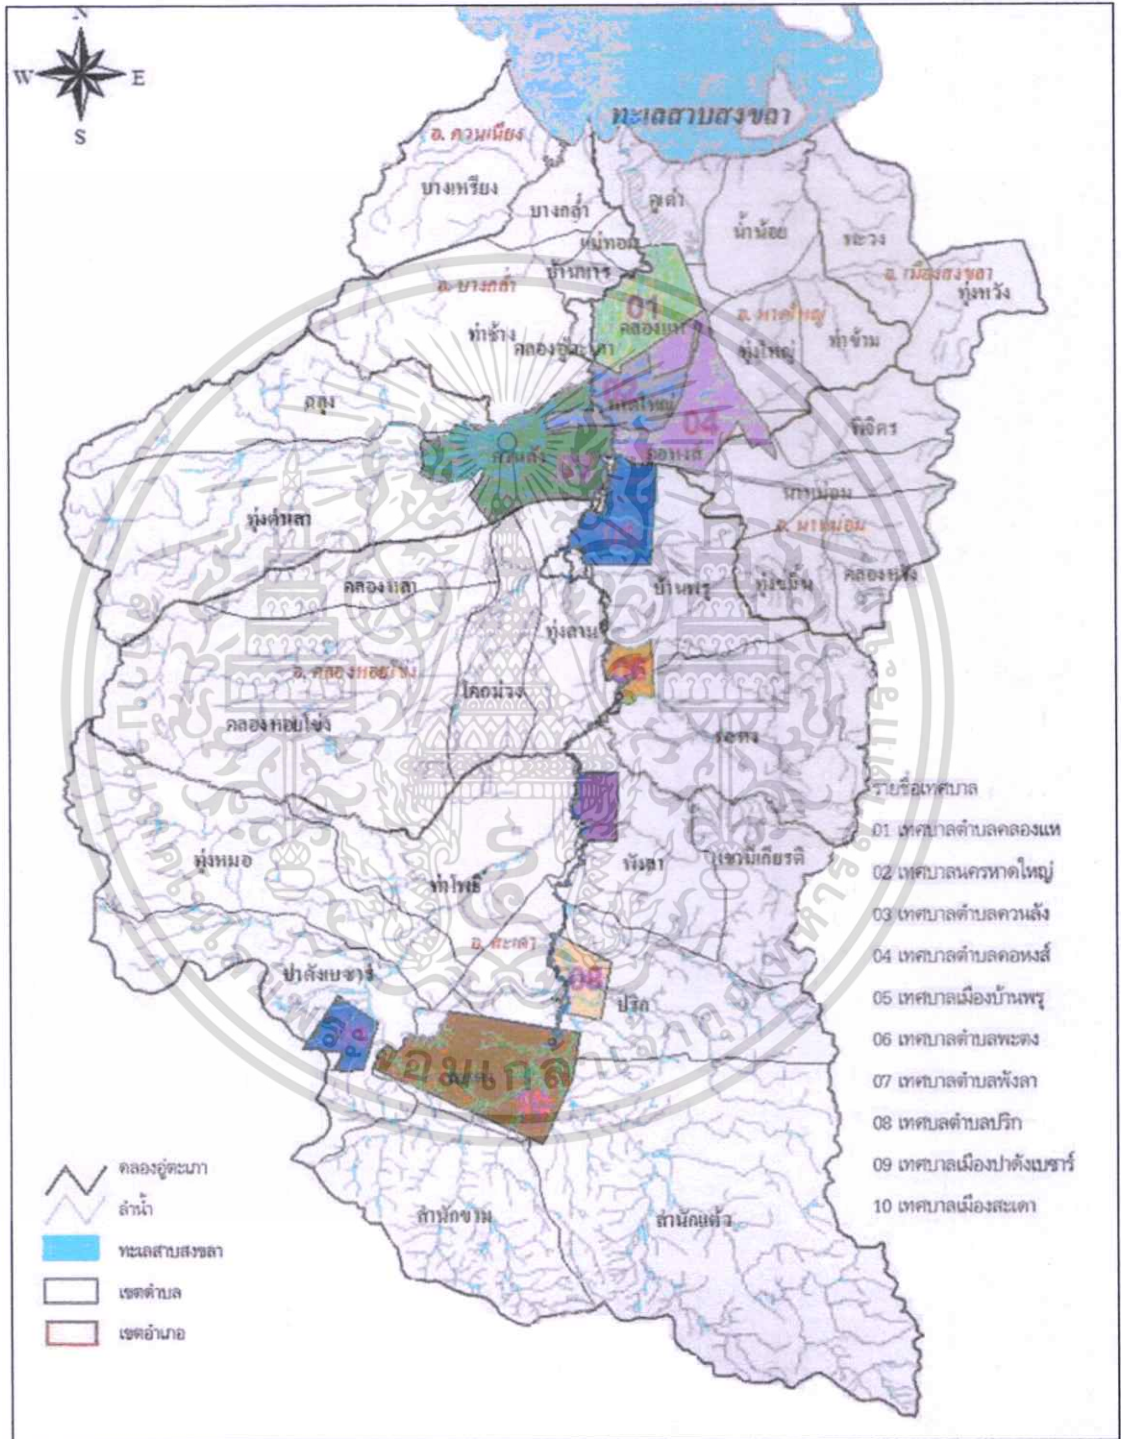 N
W E
S
ทะเลสาบสงขลา
อ. ควนเนียง
บางเหรียง
บางกล่ำ
คูเต่า
น้ำน้อย
พะวง
แม่ทอม
บ้านหาร
อ. เมืองสงขลา
ทุ่งหวัง
อ. บางกล่ำ
01
คลองแห
อ. หาดใหญ่
ท่าช้าง
คลองอู่ตะเภา
ทุ่งใหญ่
ท่าข้าม
ฉลุง
02
หาดใหญ่
04
พิจิตร
ควนลัง
03
คอหงส์
นาหม่อม
ทุ่งตำเสา
อ. นาหม่อม
05
คลองหลา
บ้านพรุ
ทุ่งขมิ้น
คลองหรัง
ทุ่งลาน
อ. คลองหอยโข่ง
06
โคกม่วง
คลองหอยโข่ง
พะตง
รายชื่อเทศบาล
01 เทศบาลตำบลคลองแห
02 เทศบาลนครหาดใหญ่
03 เทศบาลตำบลควนลัง
04 เทศบาลตำบลคอหงส์
05 เทศบาลเมืองบ้านพรุ
06 เทศบาลตำบลพะตง
07 เทศบาลตำบลพังลา
08 เทศบลตำบลปริก
09 เทศบาลเมืองปาดังเบซาร์
10 เทศบาลเมืองสะเดา
ทุ่งหมอ
ท่าโพธิ์
พังลา
เขามีเกียรติ
อ. สะเดา
ปาดังเบซาร์
08
ปริก
สำนักขาม
สำนักแต้ว
คลองอู่ตะเภา
ลำน้ำ
ทะเลสาบสงขลา
เขตตำบล
เขตอำเภอ